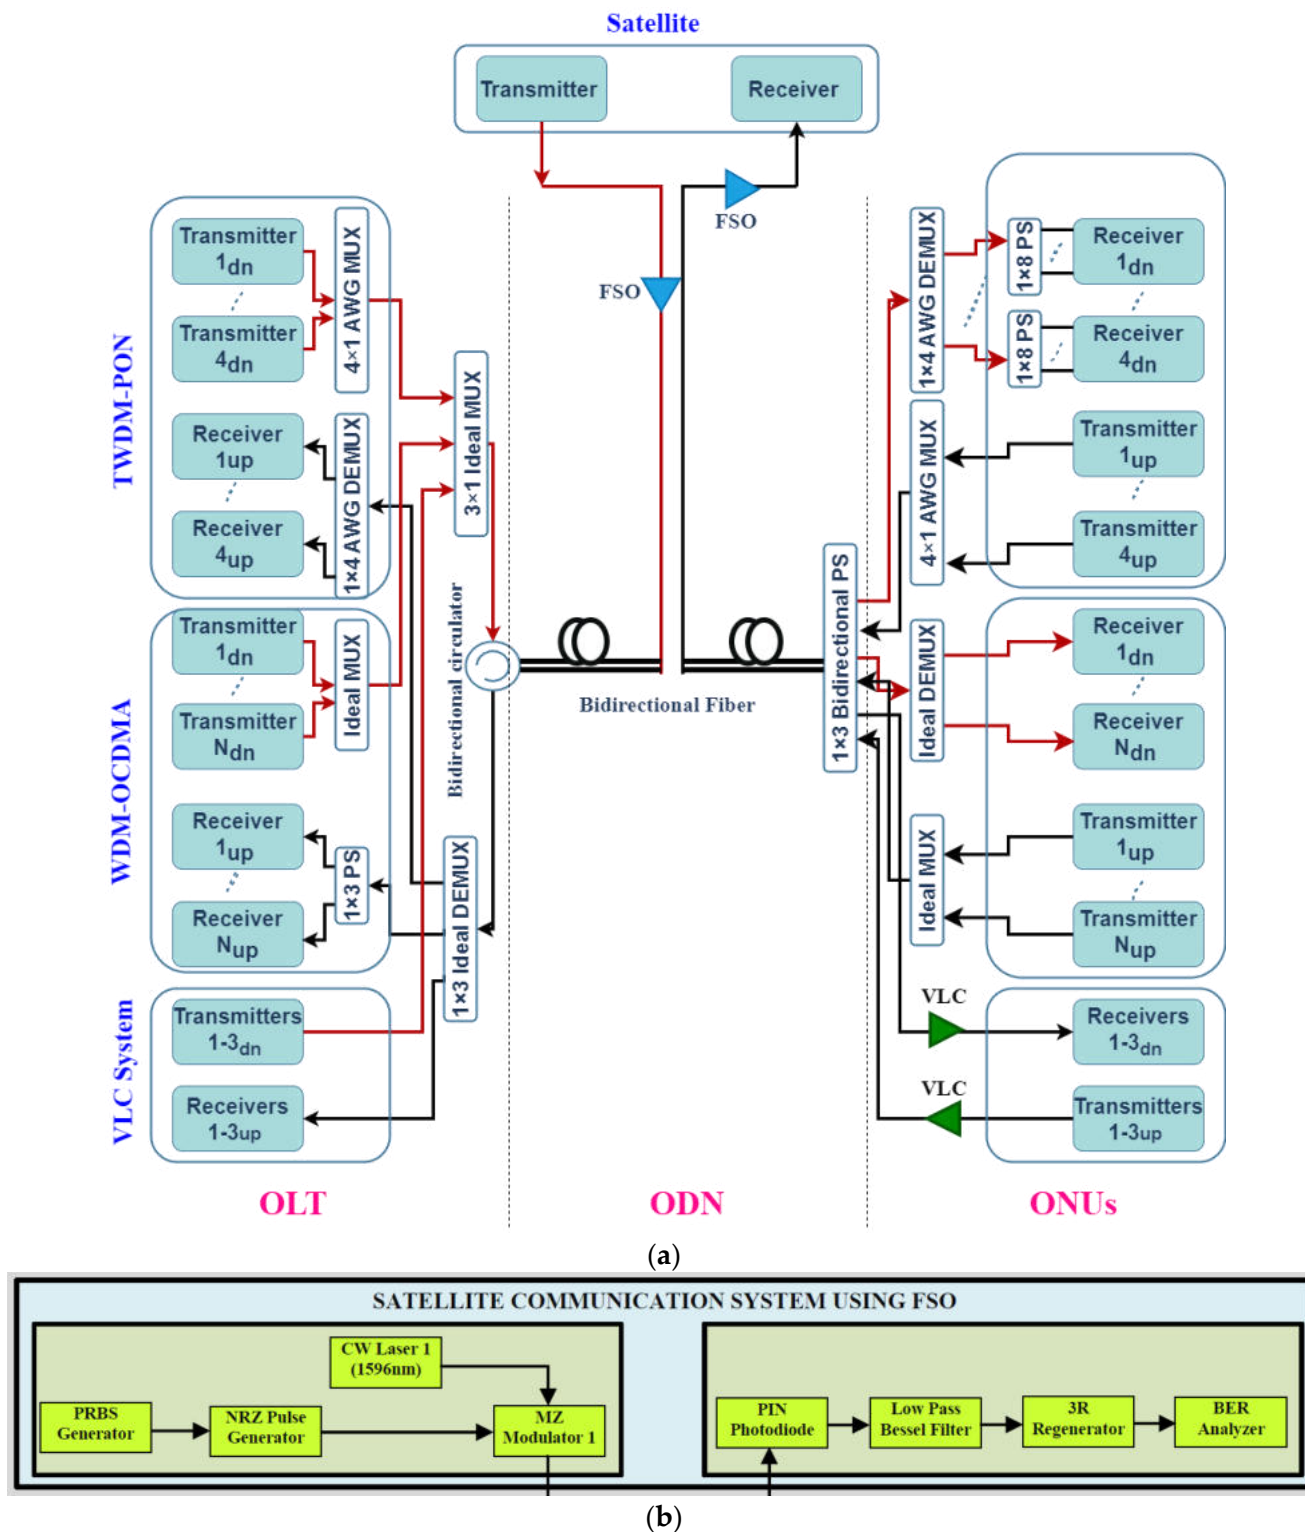 Satellite
Transmitter
Receiver
FSO
FSO
TWDM-PON
Transmitter
1dn
Transmitter
4dn
4×1 AWG MUX
Receiver
1up
Receiver
4up
1×4 AWG DEMUX
3×1 Ideal MUX
WDM-OCDMA
Transmitter
1dn
Transmitter
Ndn
Ideal MUX
Receiver
1up
Receiver
Nup
1×3 PS
Bidirectional circulator
1×3 Ideal DEMUX
VLC System
Transmitters
1-3dn
Receivers
1-3up
Bidirectional Fiber
1×3 Bidirectional PS
1×4 AWG DEMUX
1×8 PS
1×8 PS
Receiver
1dn
Receiver
4dn
4×1 AWG MUX
Transmitter
1up
Transmitter
4up
Ideal DEMUX
Receiver
1dn
Receiver
Ndn
Ideal MUX
Transmitter
1up
Transmitter
Nup
VLC
Receivers
1-3dn
VLC
Transmitters
1-3up
OLT
ODN
ONUs
(a)
SATELLITE COMMUNICATION SYSTEM USING FSO
CW Laser 1
(1596nm)
PRBS
Generator
NRZ Pulse
Generator
MZ
Modulator 1
PIN
Photodiode
Low Pass
Bessel Filter
3R
Regenerator
BER
Analyzer
(b)